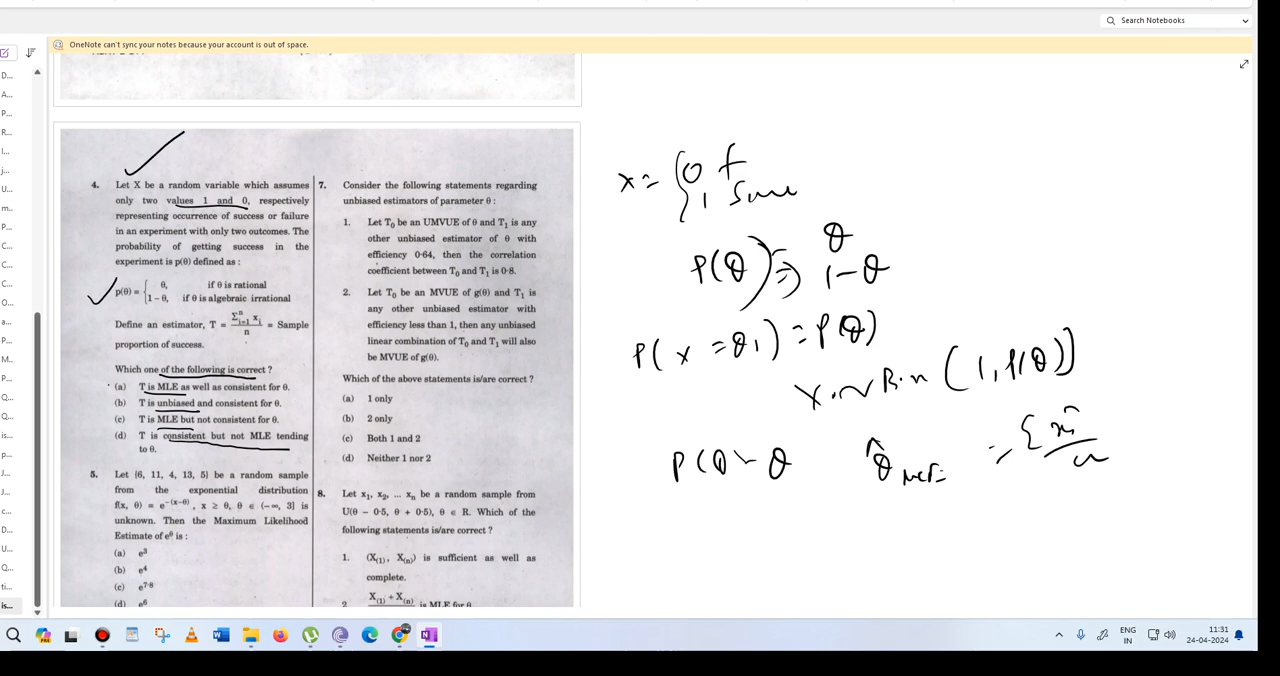 Search Notebooks
OneNote can't sync your notes because your account is out of space.
D...
A...
P...
R...
I...
j...
U...
m...
P...
C...
C...
O...
a...
P...
M...
P...
Q...
Q...
is...
P...
J...
c...
D...
U...
Q...
ti...
is...
4. Let X be a random variable which assumes
only two values 1 and 0, respectively
representing occurrence of success or failure
in an experiment with only two outcomes. The
probability of getting success in the
experiment is p(θ) defined as :
p(θ) = { θ, if θ is rational
1 – θ, if θ is algebraic irrational
Define an estimator, T = Σⁿᵢ₌₁ xᵢ / n = Sample
proportion of success.
Which one of the following is correct ?
(a) T is MLE as well as consistent for θ.
(b) T is unbiased and consistent for θ.
(c) T is MLE but not consistent for θ.
(d) T is consistent but not MLE tending
to θ.
5. Let {6, 11, 4, 13, 5} be a random sample
from the exponential distribution
f(x, θ) = e^–(x–θ), x ≥ θ, θ ∈ (–∞, 3] is
unknown. Then the Maximum Likelihood
Estimate of e^θ is :
(a) e³
(b) e⁴
(c) e^7·8
(d) e⁶
7. Consider the following statements regarding
unbiased estimators of parameter θ :
1. Let T₀ be an UMVUE of θ and T₁ is any
other unbiased estimator of θ with
efficiency 0·64, then the correlation
coefficient between T₀ and T₁ is 0·8.
2. Let T₀ be an MVUE of g(θ) and T₁ is
any other unbiased estimator with
efficiency less than 1, then any unbiased
linear combination of T₀ and T₁ will also
be MVUE of g(θ).
Which of the above statements is/are correct ?
(a) 1 only
(b) 2 only
(c) Both 1 and 2
(d) Neither 1 nor 2
8. Let x₁, x₂, ... xₙ be a random sample from
U(θ – 0·5, θ + 0·5), θ ∈ R. Which of the
following statements is/are correct ?
1. (X₍₁₎, X₍ₙ₎) is sufficient as well as
complete.
2 X₍₁₎ + X₍ₙ₎ is MLE for θ
x = { 0 f
1
P(θ) ⇒ θ
1-θ
P(x = 1) = P(θ)
X ~ Bin (1, P(θ))
P(θ) θ
θ̂ = Σxi / n
ENG
IN
11:31
24-04-2024